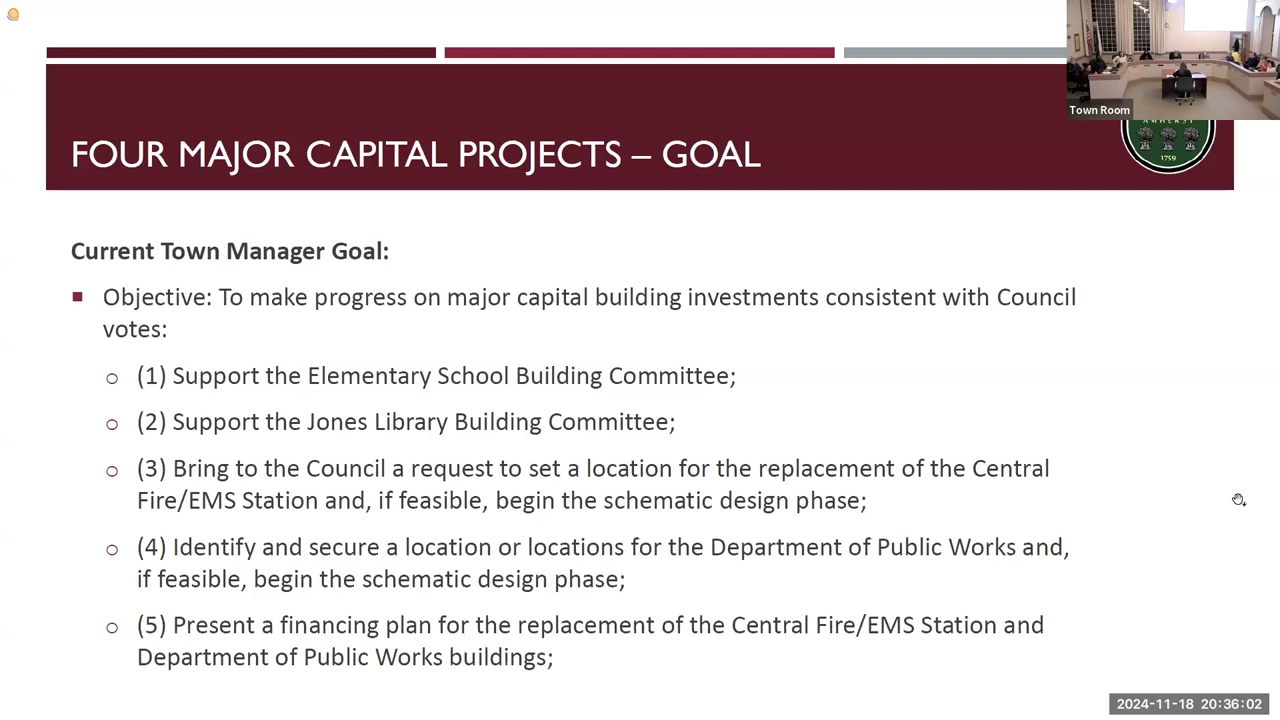 Town Room
AMHERST
1759
FOUR MAJOR CAPITAL PROJECTS – GOAL
Current Town Manager Goal:
Objective: To make progress on major capital building investments consistent with Council
votes:
(1) Support the Elementary School Building Committee;
(2) Support the Jones Library Building Committee;
(3) Bring to the Council a request to set a location for the replacement of the Central
Fire/EMS Station and, if feasible, begin the schematic design phase;
(4) Identify and secure a location or locations for the Department of Public Works and,
if feasible, begin the schematic design phase;
(5) Present a financing plan for the replacement of the Central Fire/EMS Station and
Department of Public Works buildings;
2024-11-18 20:36:02